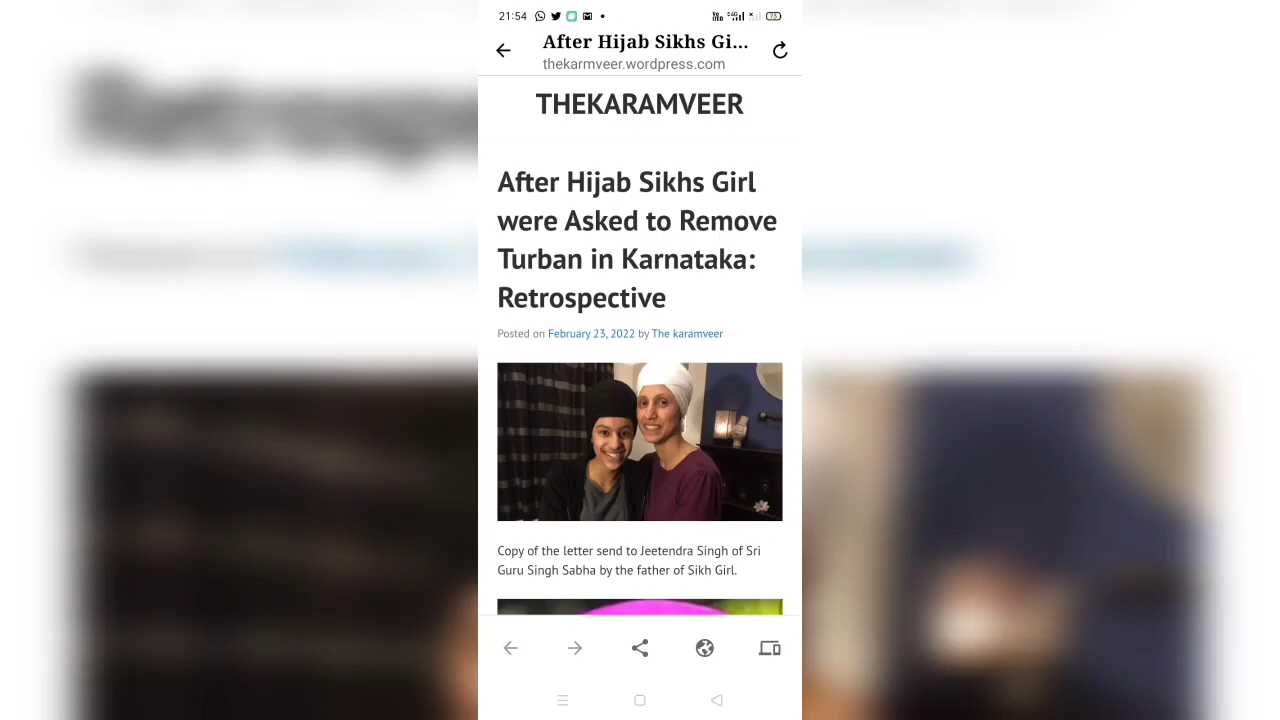 21:54
After Hijab Sikhs Gi...
thekarmveer.wordpress.com
THEKARAMVEER
After Hijab Sikhs Girl
were Asked to Remove
Turban in Karnataka:
Retrospective
Posted on February 23, 2022 by The karamveer
Copy of the letter send to Jeetendra Singh of Sri
Guru Singh Sabha by the father of Sikh Girl.